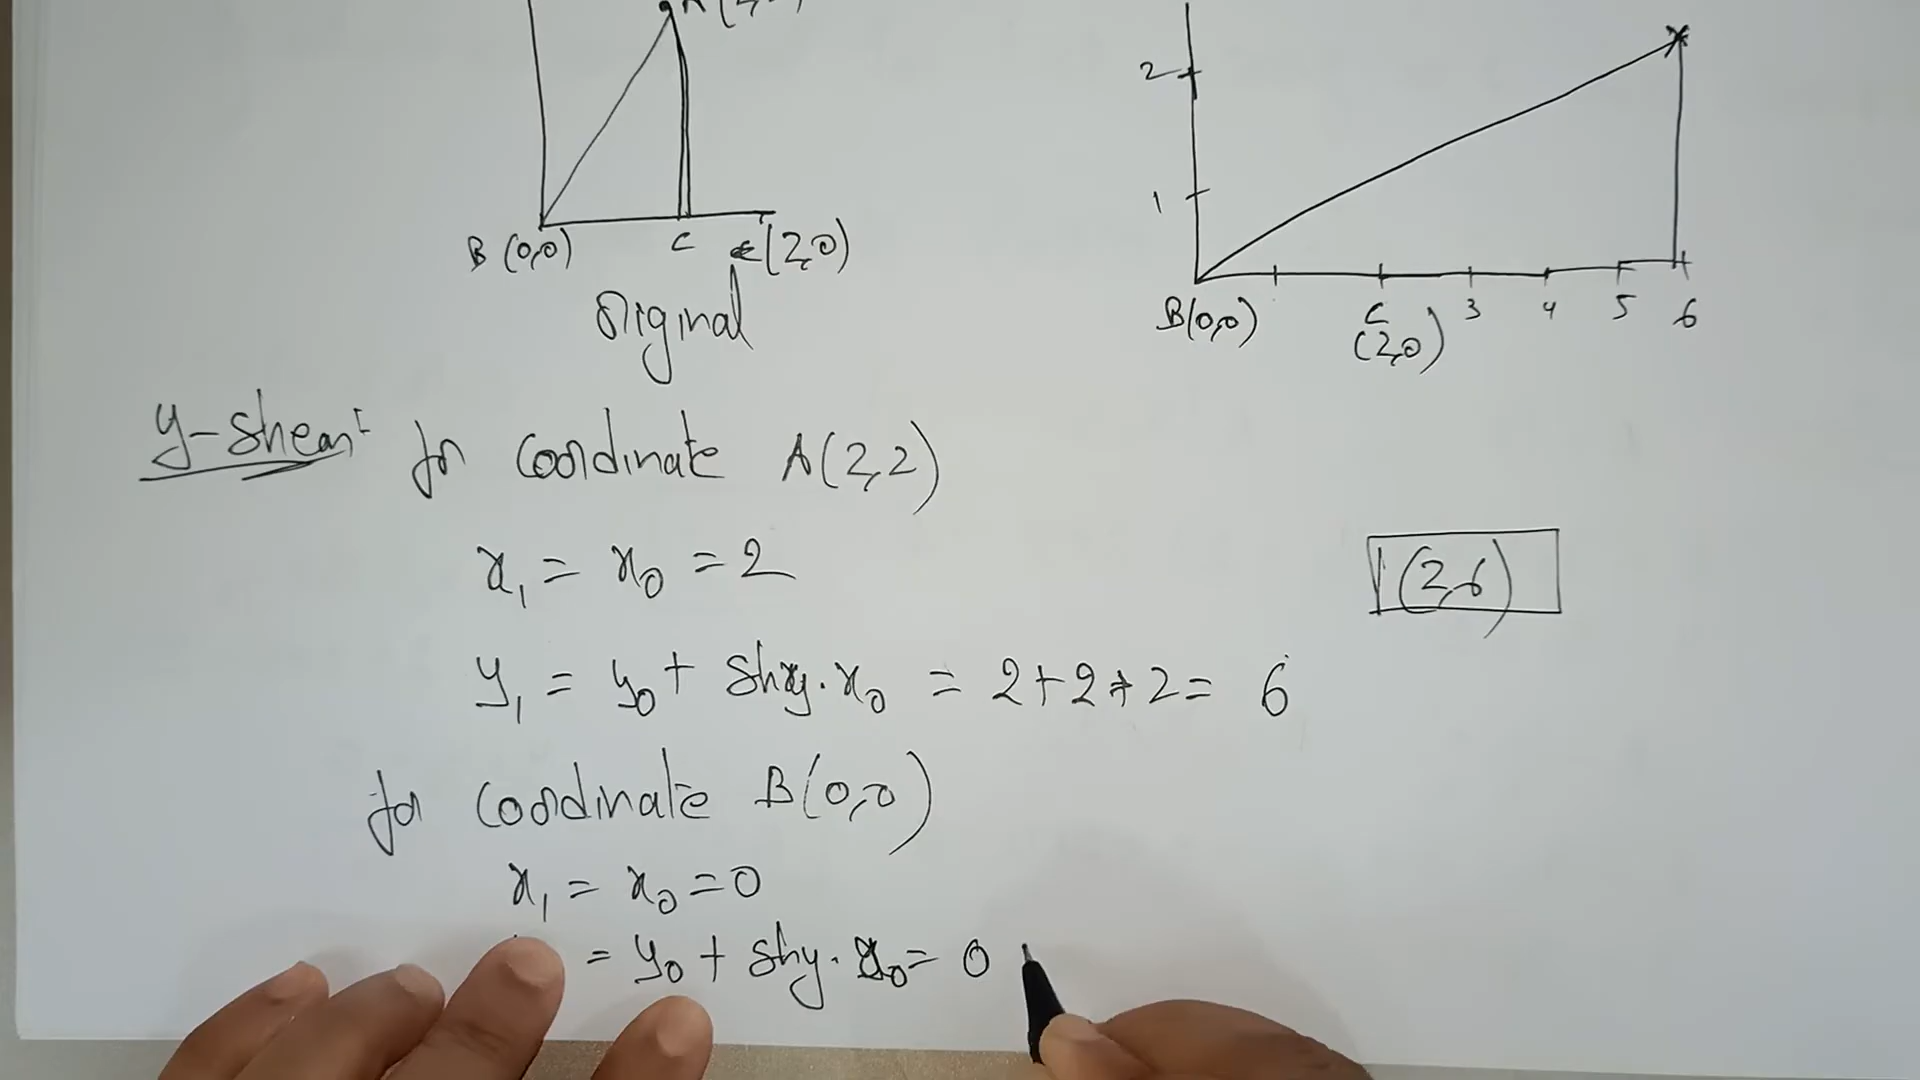 A (2,2)
B (0,0) C (2,0)
Original
2
1
B(0,0) C 3 4 5 6
(2,0)
y-shear: for coordinate A(2,2)
x₁ = x₀ = 2
(2,6)
y₁ = y₀ + Shy. x₀ = 2+2*2= 6
for coordinate B(0,0)
x₁ = x₀ = 0
= y₀ + Shy. x₀ = 0